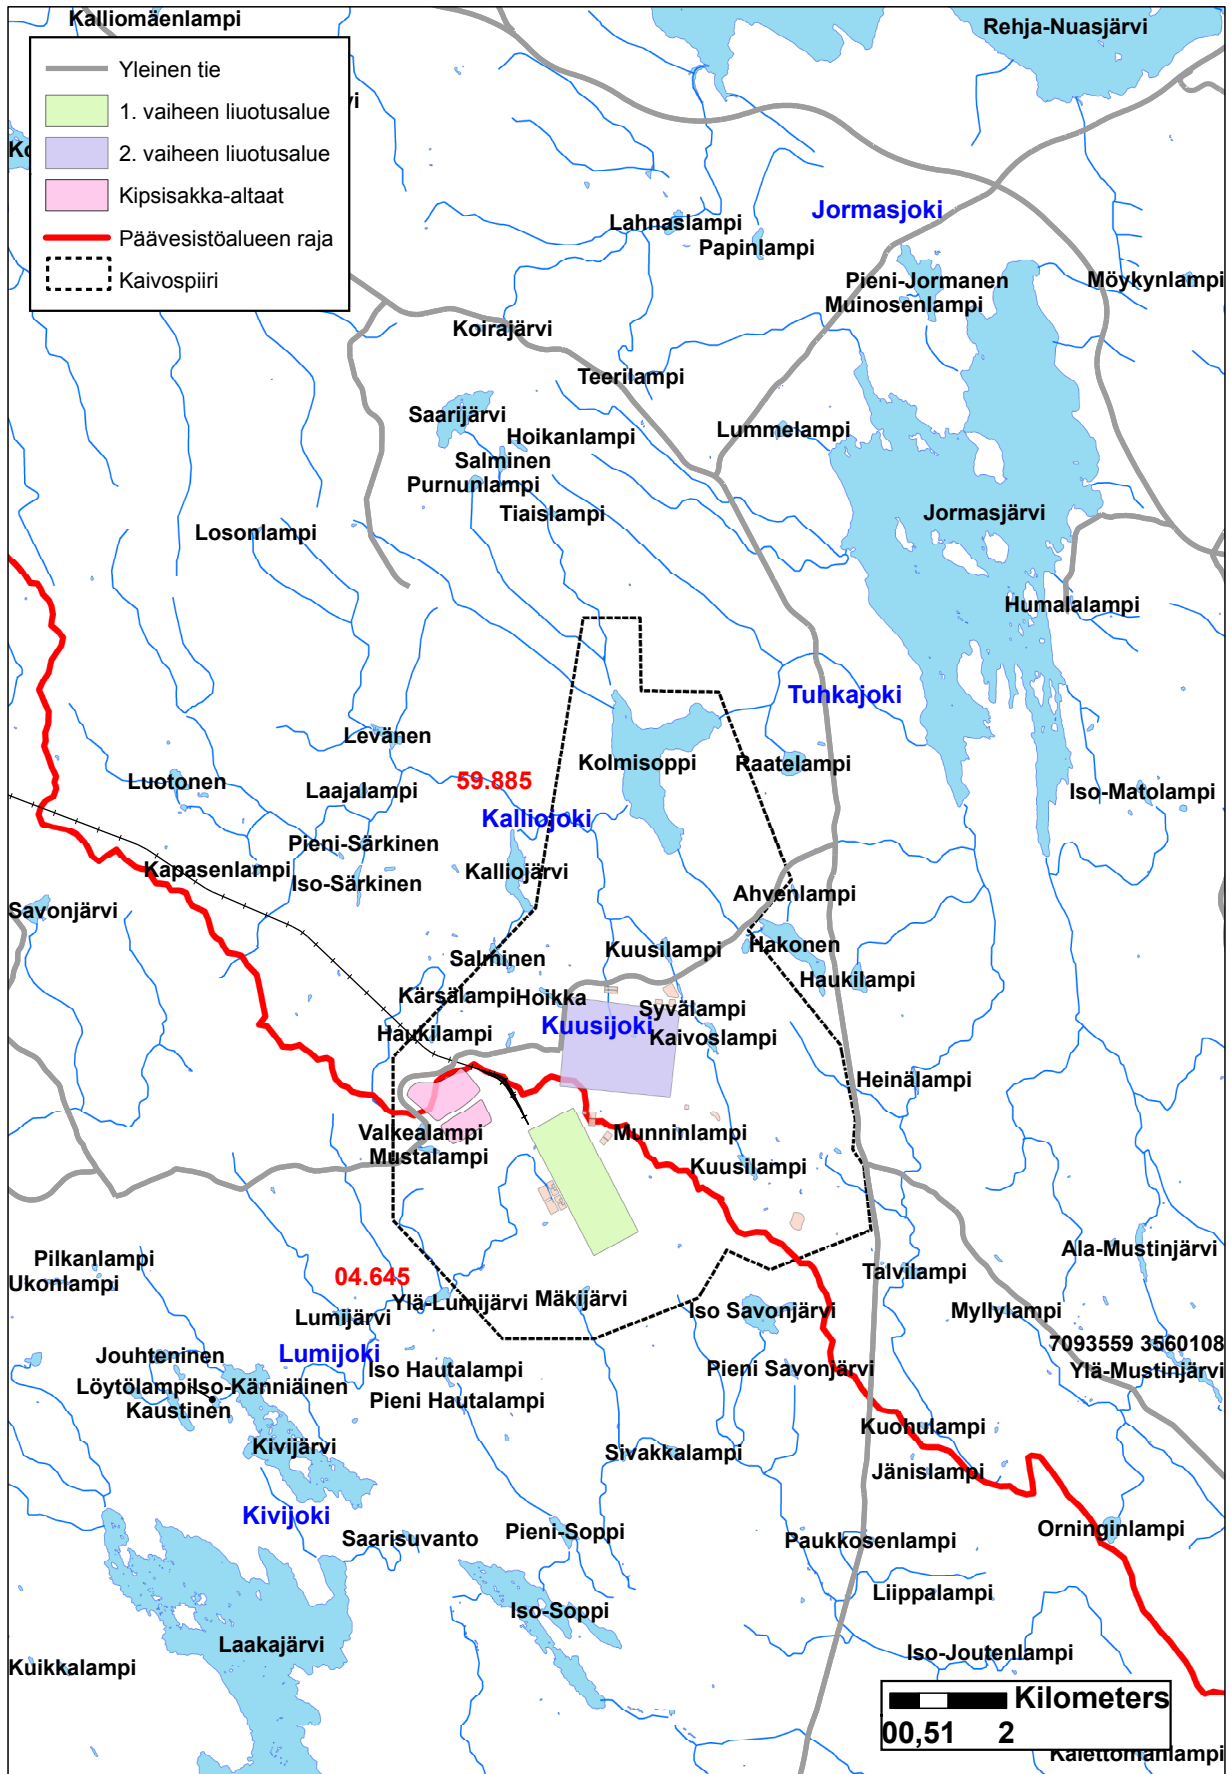 Kalliomäenlampi
Rehja-Nuasjärvi
Yleinen tie
1. vaiheen liuotusalue
2. vaiheen liuotusalue
Kipsisakka-altaat
Päävesistöalueen raja
Kaivospiiri
Jormasjoki
Lahnaslampi
Papinlampi
Pieni-Jormanen
Möykynlampi
Muinosenlampi
Koirajärvi
Teerilampi
Saarijärvi
Hoikanlampi
Lummelampi
Salminen
Purnunlampi
Tiaislampi
Jormasjärvi
Losonlampi
Humalalampi
Tuhkajoki
Levänen
Kolmisoppi
Raatelampi
Luotonen
59.885
Laajalampi
Iso-Matolampi
Kalliojoki
Pieni-Särkinen
Kapasenlampi
Kalliojärvi
Iso-Särkinen
Ahvenlampi
Savonjärvi
Kuusilampi
Hakonen
Salminen
Haukilampi
Kärsälampi
Hoikka
Syvälampi
Kuusijoki
Haukilampi
Kaivoslampi
Heinälampi
Valkealampi
Munninlampi
Mustalampi
Kuusilampi
Pilkanlampi
Ala-Mustinjärvi
Ukonlampi
04.645
Talvilampi
Ylä-Lumijärvi
Mäkijärvi
Lumijärvi
Iso Savonjärvi
Myllylampi
7093559 3560108
Jouhteninen
Lumijoki
Iso Hautalampi
Pieni Savonjärvi
Ylä-Mustinjärvi
Löytölampi
Iso-Känniäinen
Kaustinen
Pieni Hautalampi
Kuohulampi
Kivijärvi
Sivakkalampi
Jänislampi
Kivijoki
Saarisuvanto
Pieni-Soppi
Paukkosenlampi
Orninginlampi
Iso-Soppi
Liippalampi
Laakajärvi
Iso-Joutenlampi
Kuikkalampi
Kilometers
00,51 2
Kalettomanlampi